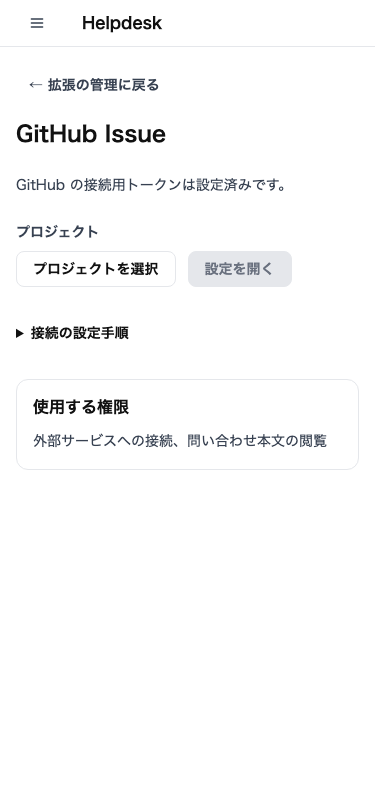 Helpdesk
← 拡張の管理に戻る
GitHub Issue
GitHub の接続用トークンは設定済みです。
プロジェクト
プロジェクトを選択 設定を開く
▶ 接続の設定手順
使用する権限
外部サービスへの接続、問い合わせ本文の閲覧